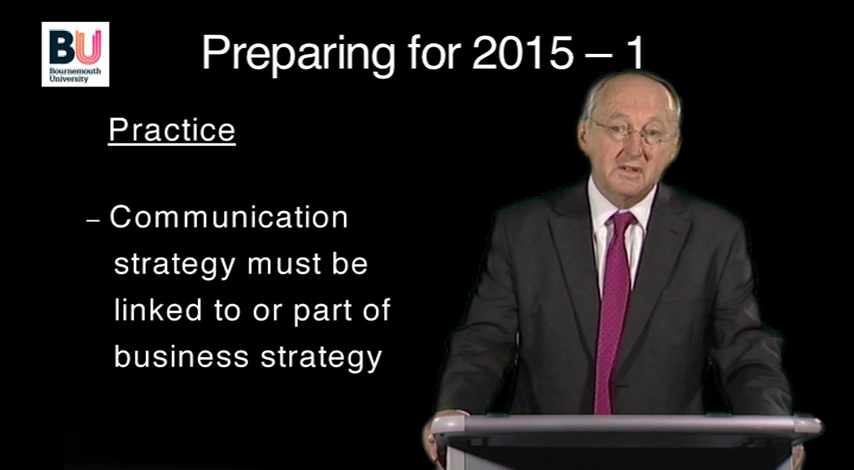 BU
Bournemouth
University
Preparing for 2015 – 1
Practice
– Communication
strategy must be
linked to or part of
business strategy